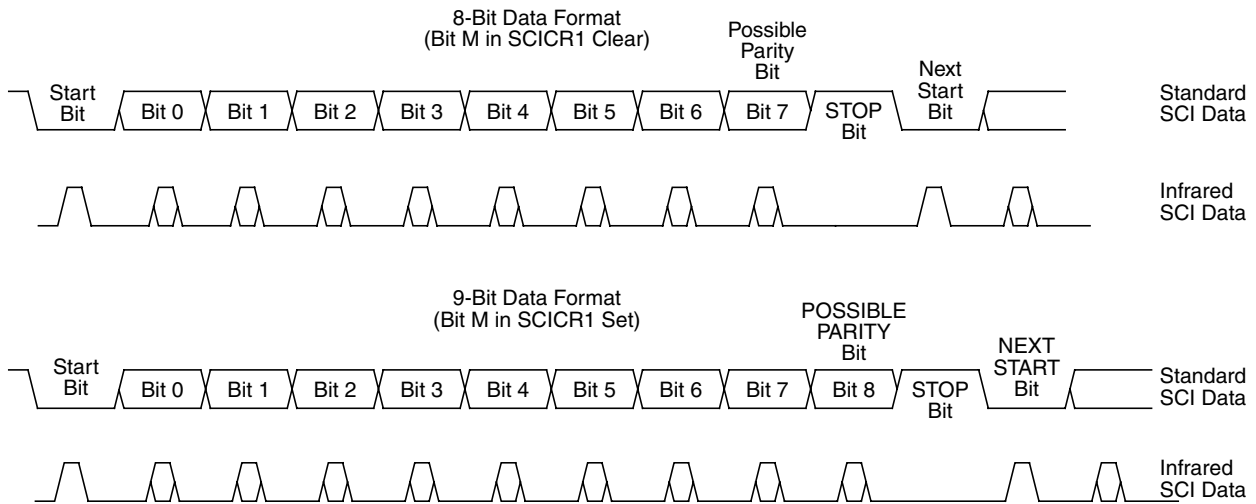 8-Bit Data Format
(Bit M in SCICR1 Clear)
Possible
Parity
Bit
Start
Bit
Bit 0
Bit 1
Bit 2
Bit 3
Bit 4
Bit 5
Bit 6
Bit 7
STOP
Bit
Next
Start
Bit
Standard
SCI Data
Infrared
SCI Data
9-Bit Data Format
(Bit M in SCICR1 Set)
POSSIBLE
PARITY
Bit
Start
Bit
Bit 0
Bit 1
Bit 2
Bit 3
Bit 4
Bit 5
Bit 6
Bit 7
Bit 8
STOP
Bit
NEXT
START
Bit
Standard
SCI Data
Infrared
SCI Data